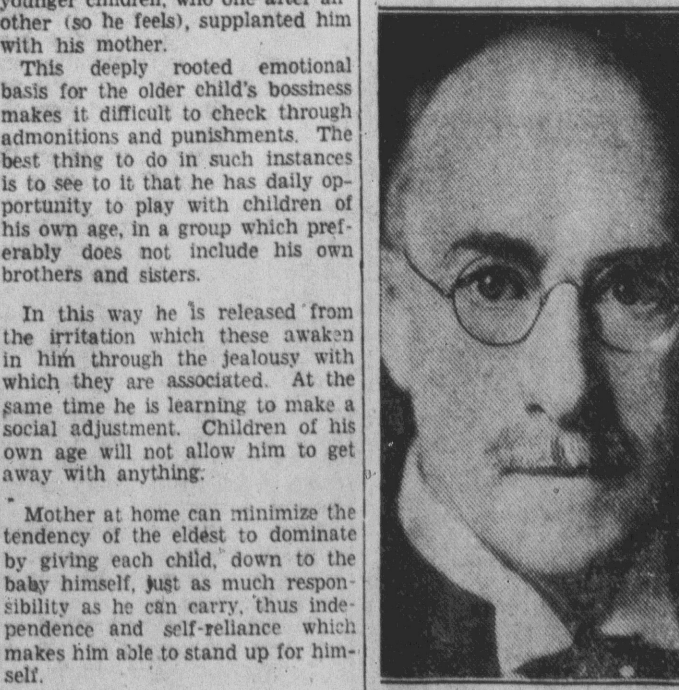 younger children, who one after an-
other (so he feels), supplanted him
with his mother.
This deeply rooted emotional
basis for the older child's bossiness
makes it difficult to check through
admonitions and punishments. The
best thing to do in such instances
is to see to it that he has daily op-
portunity to play with children of
his own age, in a group which pref-
erably does not include his own
brothers and sisters.
In this way he is released from
the irritation which these awaken
in him through the jealousy with
which they are associated. At the
same time he is learning to make a
social adjustment. Children of his
own age will not allow him to get
away with anything.
Mother at home can minimize the
tendency of the eldest to dominate
by giving each child, down to the
baby himself, just as much respon-
sibility as he can carry, thus inde-
pendence and self-reliance which
makes him able to stand up for him-
self.